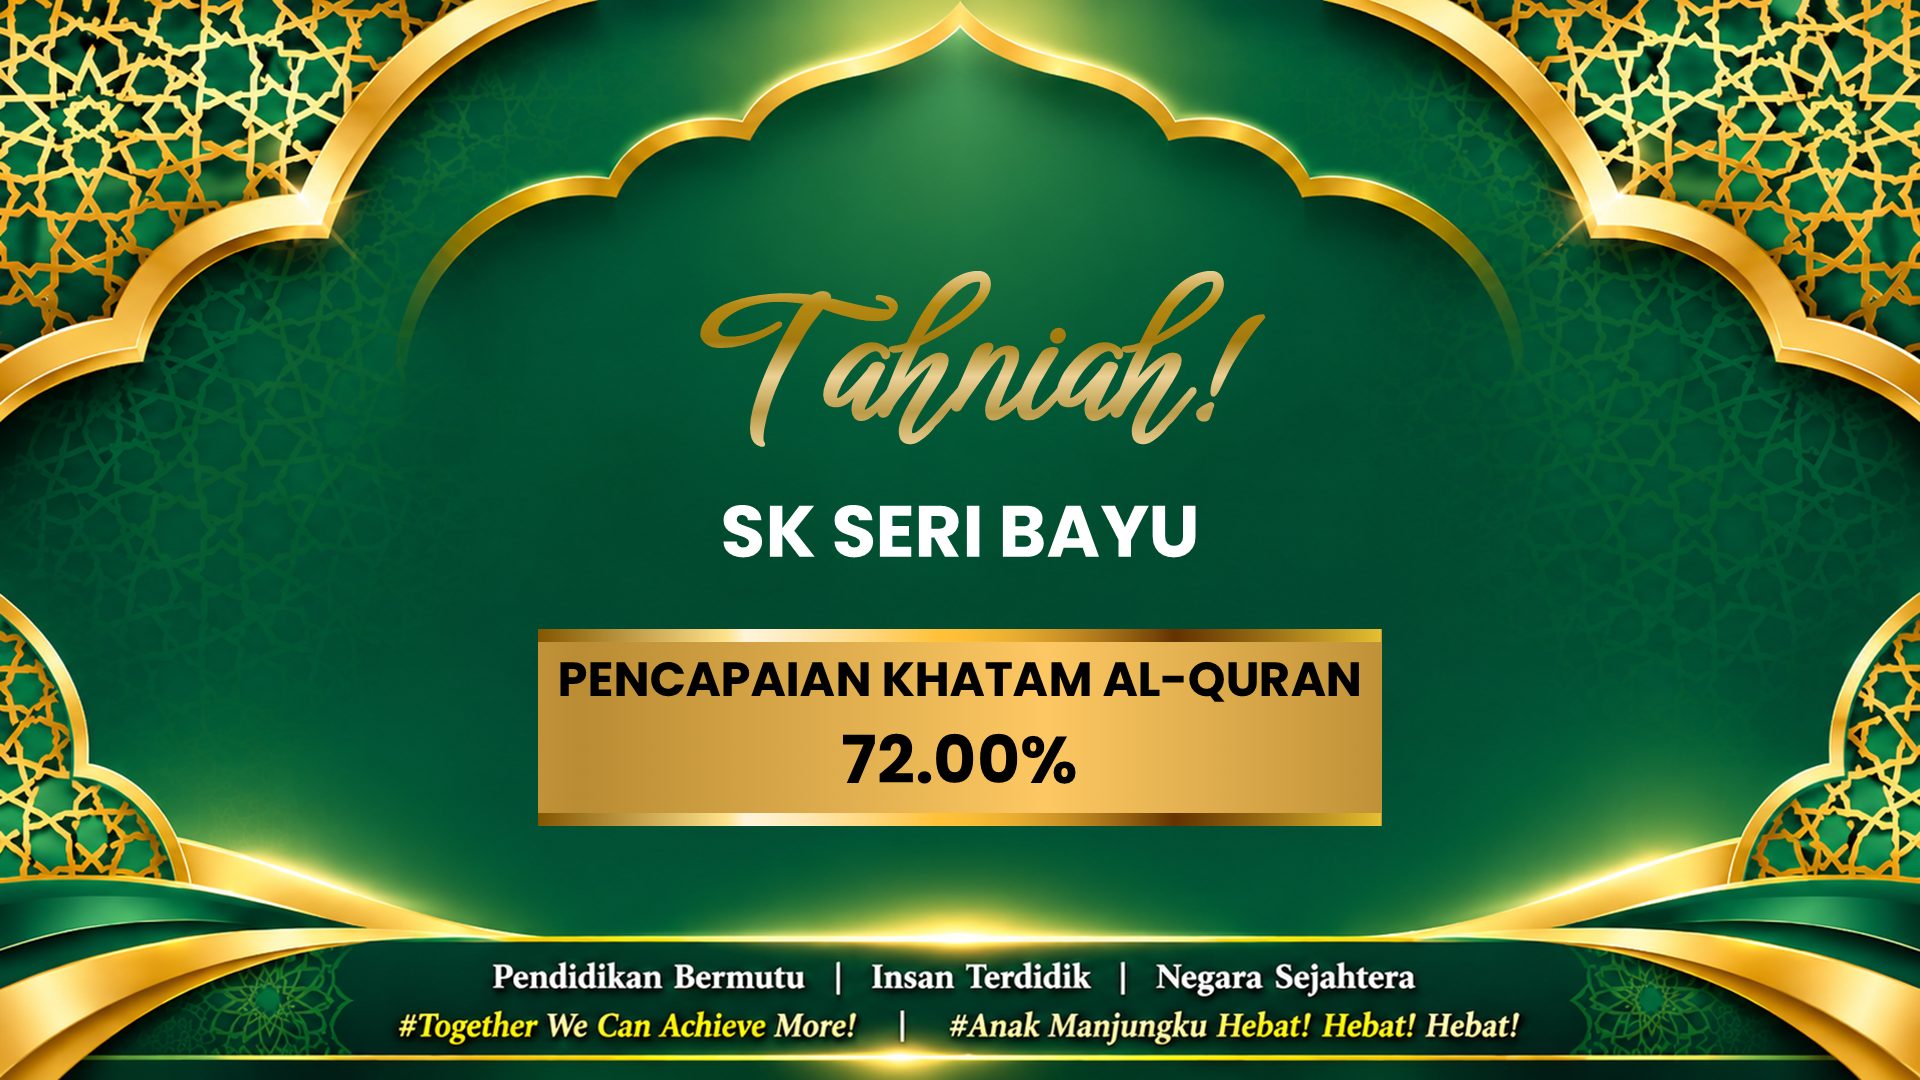 Tahniah!
SK SERI BAYU
PENCAPAIAN KHATAM AL-QURAN
72.00%
Pendidikan Bermutu | Insan Terdidik | Negara Sejahtera
#Together We Can Achieve More! | #Anak Manjungku Hebat! Hebat! Hebat!